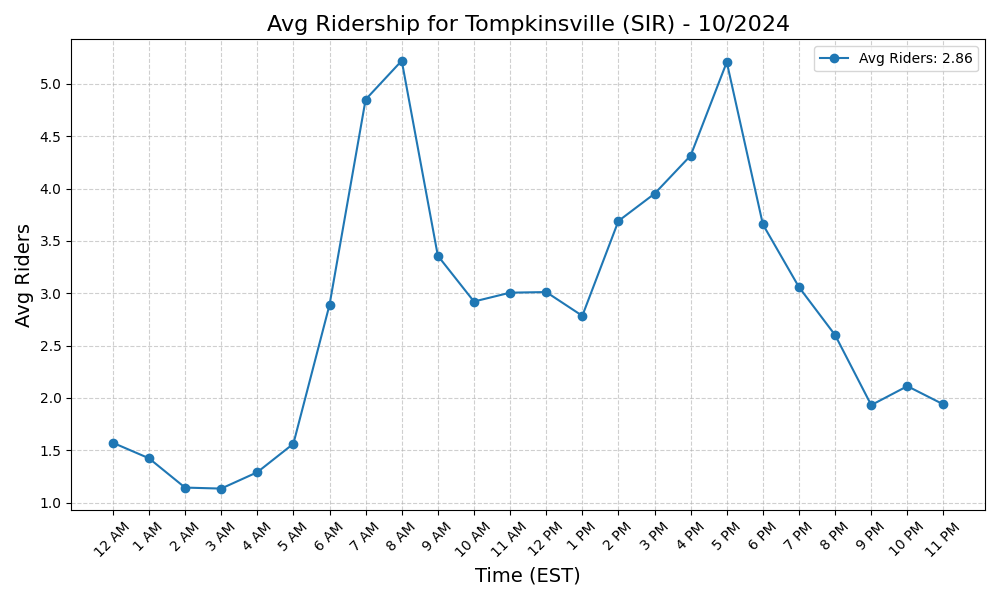 Avg Ridership for Tompkinsville (SIR) - 10/2024
Avg Riders: 2.86
Avg Riders
5.0
4.5
4.0
3.5
3.0
2.5
2.0
1.5
1.0
12 AM
1 AM
2 AM
3 AM
4 AM
5 AM
6 AM
7 AM
8 AM
9 AM
10 AM
11 AM
12 PM
1 PM
2 PM
3 PM
4 PM
5 PM
6 PM
7 PM
8 PM
9 PM
10 PM
11 PM
Time (EST)